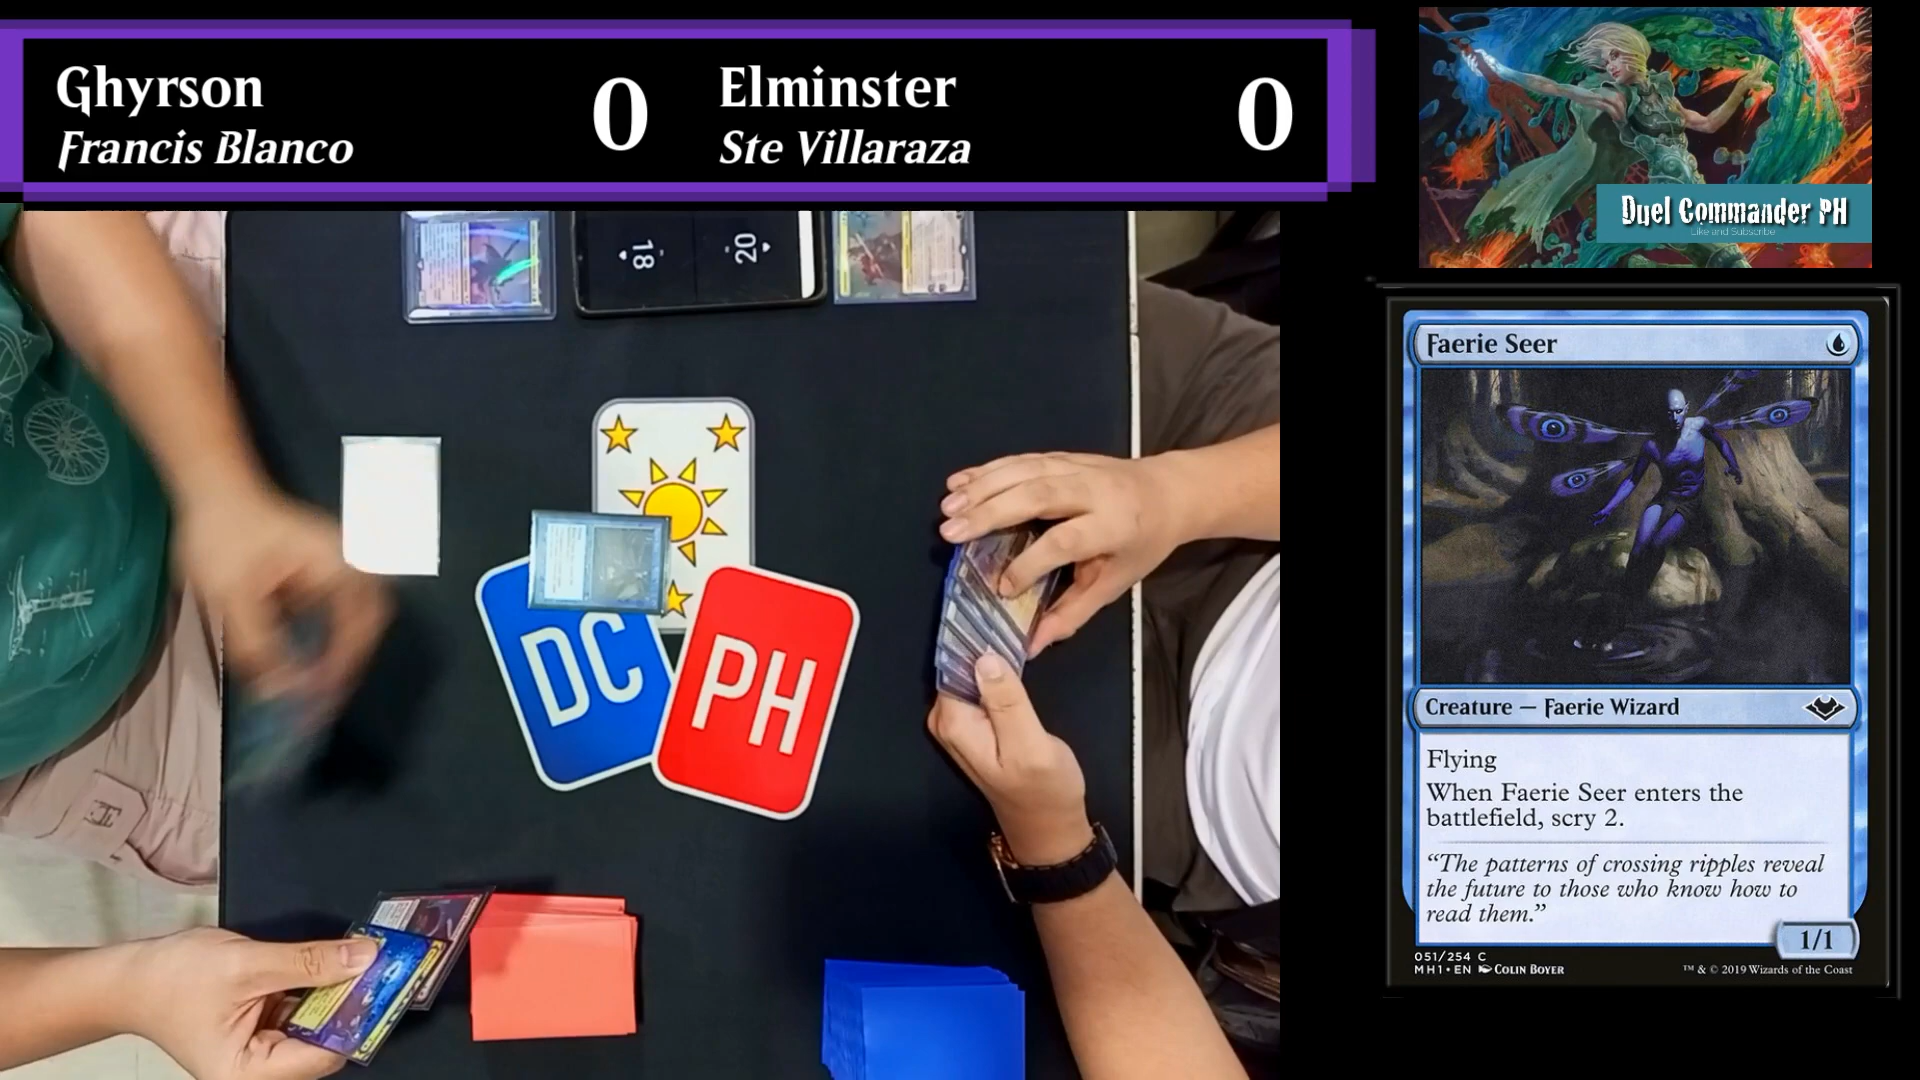 Ghyrson
Francis Blanco
0
Elminster
Ste Villaraza
0
Duel Commander PH
Like and Subscribe
18
20
DC
PH
Faerie Seer
Creature — Faerie Wizard
Flying
When Faerie Seer enters the
battlefield, scry 2.
“The patterns of crossing ripples reveal
the future to those who know how to
read them.”
1/1
051/254 C
MH1•EN COLIN BOYER
™ & © 2019 Wizards of the Coast